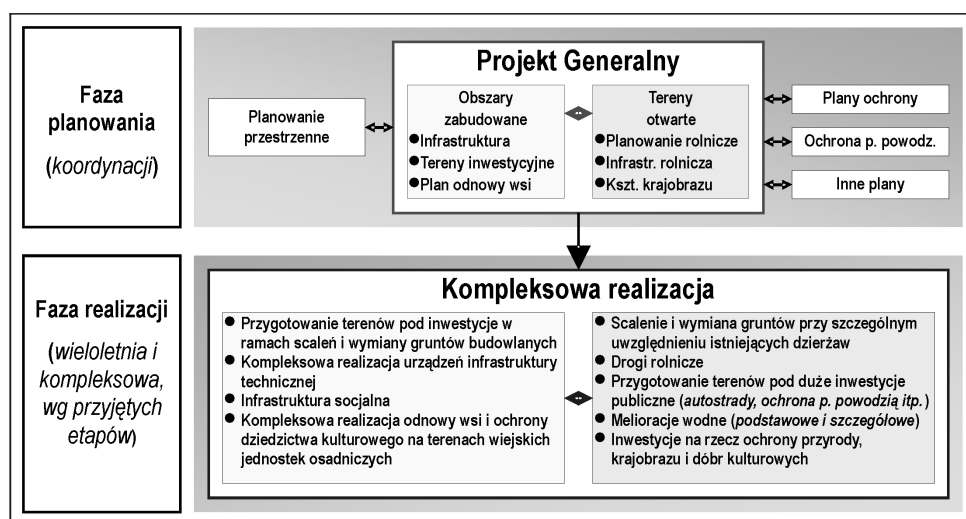 Faza
planowania
(koordynacji)
Projekt Generalny
Planowanie
przestrzenne
Obszary
zabudowane
●Infrastruktura
●Tereny inwestycyjne
●Plan odnowy wsi
Tereny
otwarte
●Planowanie rolnicze
●Infrastr. rolnicza
●Kszt. krajobrazu
Plany ochrony
Ochrona p. powodz.
Inne plany
Faza realizacji
(wieloletnia i
kompleksowa,
wg przyjętych
etapów)
Kompleksowa realizacja
● Przygotowanie terenów pod inwestycje w
ramach scaleń i wymiany gruntów budowlanych
● Kompleksowa realizacja urządzeń infrastruktury
technicznej
● Infrastruktura socjalna
● Kompleksowa realizacja odnowy wsi i ochrony
dziedzictwa kulturowego na terenach wiejskich
jednostek osadniczych
● Scalenie i wymiana gruntów przy szczególnym
uwzględnieniu istniejących dzierżaw
● Drogi rolnicze
● Przygotowanie terenów pod duże inwestycje
publiczne (autostrady, ochrona p. powodzią itp.)
● Melioracje wodne (podstawowe i szczegółowe)
● Inwestycje na rzecz ochrony przyrody,
krajobrazu i dóbr kulturowych